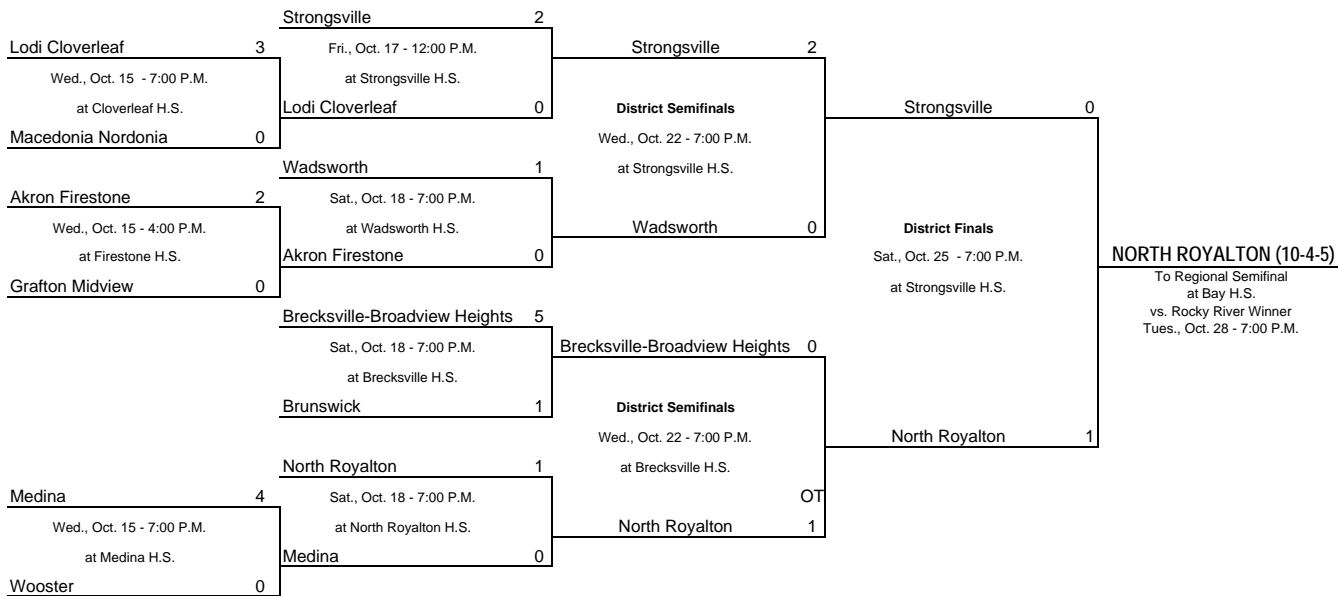 Strongsville 2
Lodi Cloverleaf 3
Fri., Oct. 17 - 12:00 P.M.
Strongsville 2
Wed., Oct. 15 - 7:00 P.M.
at Strongsville H.S.
at Cloverleaf H.S.
Lodi Cloverleaf 0
District Semifinals
Strongsville 0
Macedonia Nordonia 0
Wed., Oct. 22 - 7:00 P.M.
Wadsworth 1
at Strongsville H.S.
Akron Firestone 2
Sat., Oct. 18 - 7:00 P.M.
Wed., Oct. 15 - 4:00 P.M.
at Wadsworth H.S.
Wadsworth 0
District Finals
at Firestone H.S.
Akron Firestone 0
Sat., Oct. 25 - 7:00 P.M.
NORTH ROYALTON (10-4-5)
Grafton Midview 0
at Strongsville H.S.
To Regional Semifinal
at Bay H.S.
vs. Rocky River Winner
Tues., Oct. 28 - 7:00 P.M.
Brecksville-Broadview Heights 5
Sat., Oct. 18 - 7:00 P.M.
Brecksville-Broadview Heights 0
at Brecksville H.S.
Brunswick 1
District Semifinals
Wed., Oct. 22 - 7:00 P.M.
North Royalton 1
North Royalton 1
at Brecksville H.S.
Medina 4
Sat., Oct. 18 - 7:00 P.M.
OT
Wed., Oct. 15 - 7:00 P.M.
at North Royalton H.S.
North Royalton 1
at Medina H.S.
Medina 0
Wooster 0